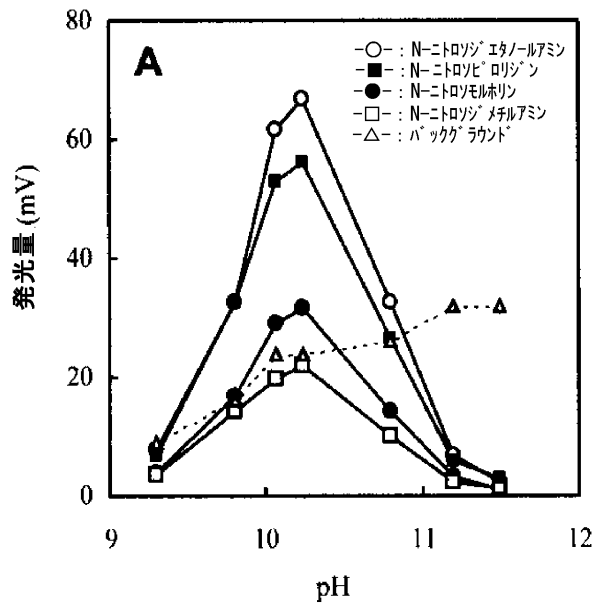 A
-○- : N-ニトロソジエタノールアミン
-■- : N-ニトロソピロリジン
-●- : N-ニトロソモルホリン
-□- : N-ニトロソジメチルアミン
-△- : バックグラウンド
発光量 (mV)
80
60
40
20
0
9
10
11
12
pH